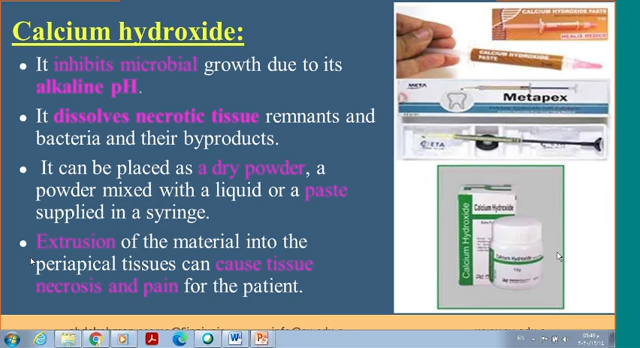 Calcium hydroxide:
It inhibits microbial growth due to its
alkaline pH.
It dissolves necrotic tissue remnants and
bacteria and their byproducts.
It can be placed as a dry powder, a
powder mixed with a liquid or a paste
supplied in a syringe.
Extrusion of the material into the
periapical tissues can cause tissue
necrosis and pain for the patient.
CALCIUM HYDROXIDE PASTE
CALCIUM HYDROXIDE
PASTE
META
Metapex
META
Calcium Hydroxide
Calcium Hydroxide
Calcium Hydroxide
EN